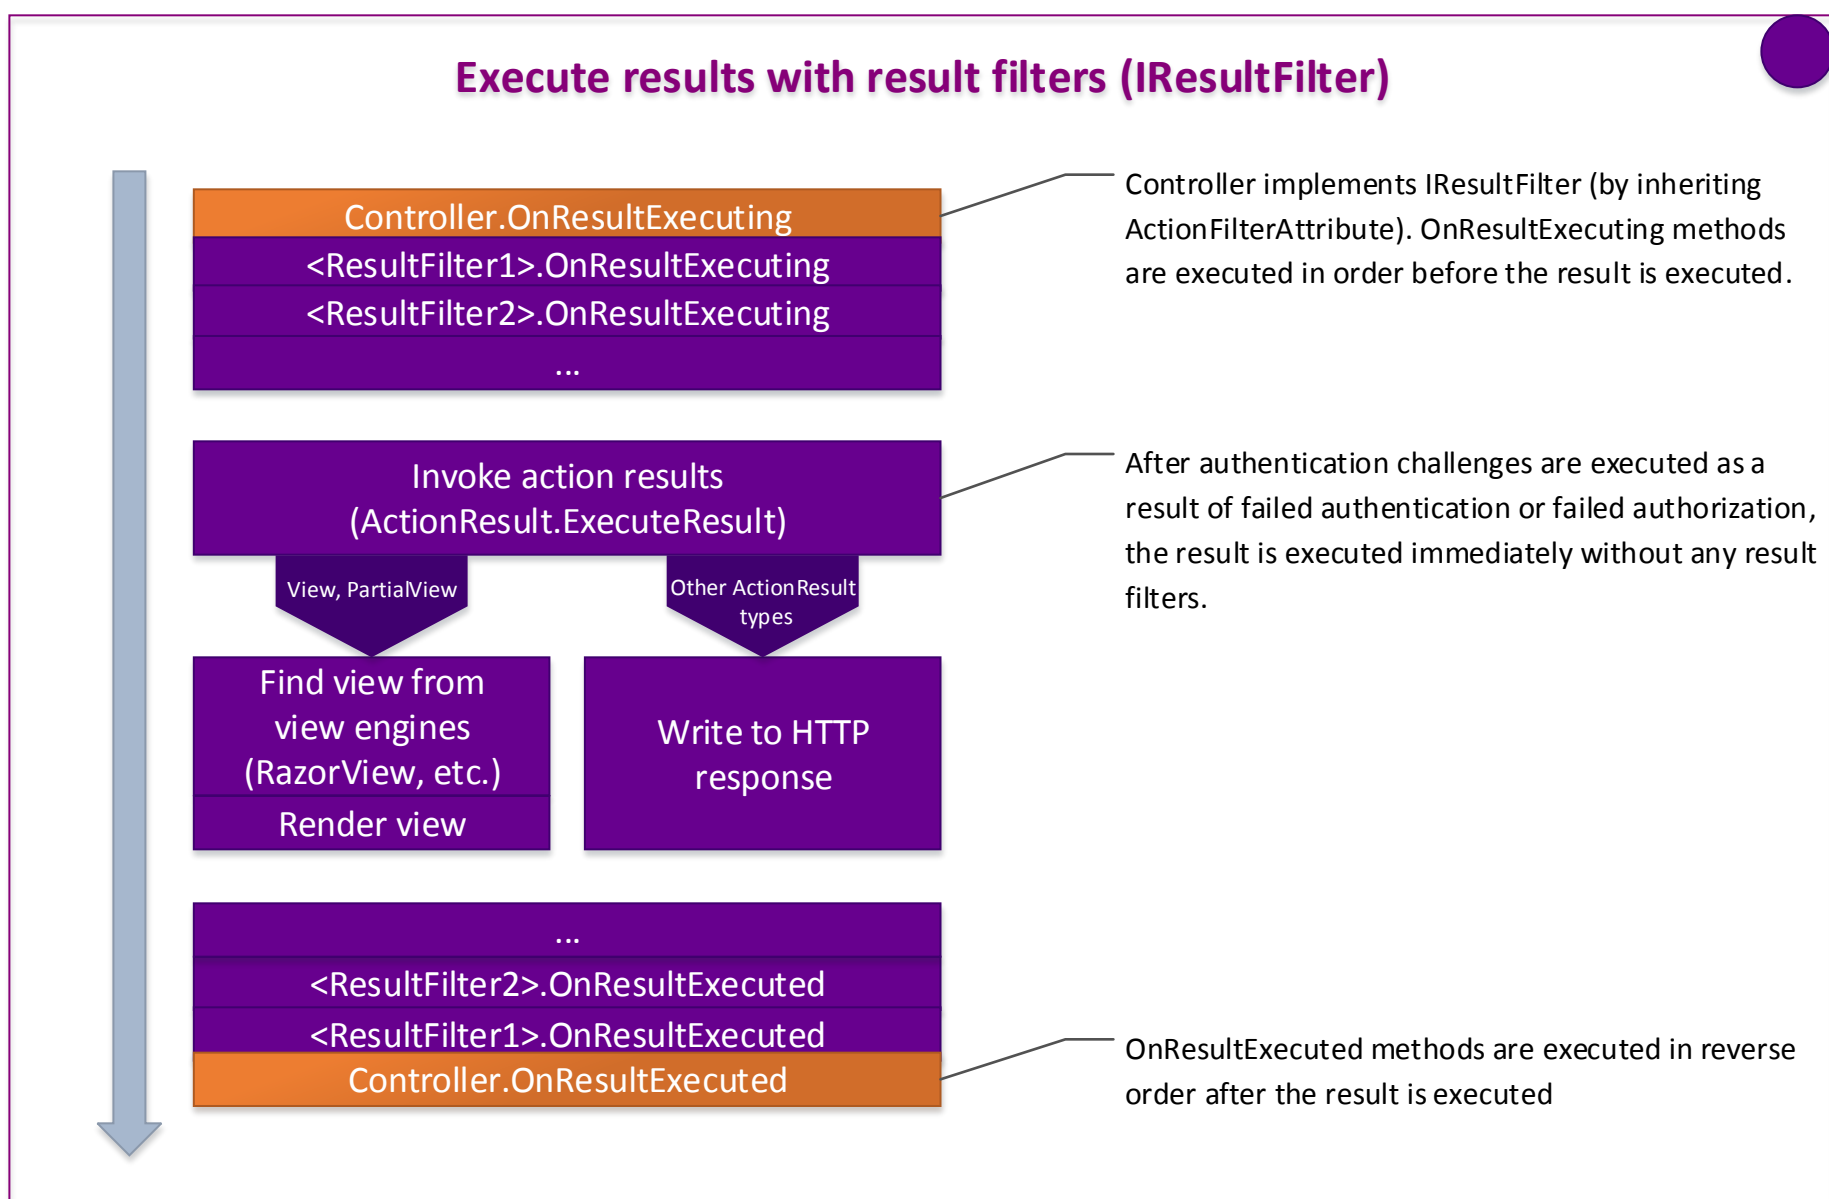 Execute results with result filters (IResultFilter)
Controller.OnResultExecuting
<ResultFilter1>.OnResultExecuting
<ResultFilter2>.OnResultExecuting
...
Controller implements IResultFilter (by inheriting
ActionFilterAttribute). OnResultExecuting methods
are executed in order before the result is executed.
Invoke action results
(ActionResult.ExecuteResult)
After authentication challenges are executed as a
result of failed authentication or failed authorization,
the result is executed immediately without any result
filters.
View, PartialView
Other ActionResult
types
Find view from
view engines
(RazorView, etc.)
Render view
Write to HTTP
response
...
<ResultFilter2>.OnResultExecuted
<ResultFilter1>.OnResultExecuted
Controller.OnResultExecuted
OnResultExecuted methods are executed in reverse
order after the result is executed